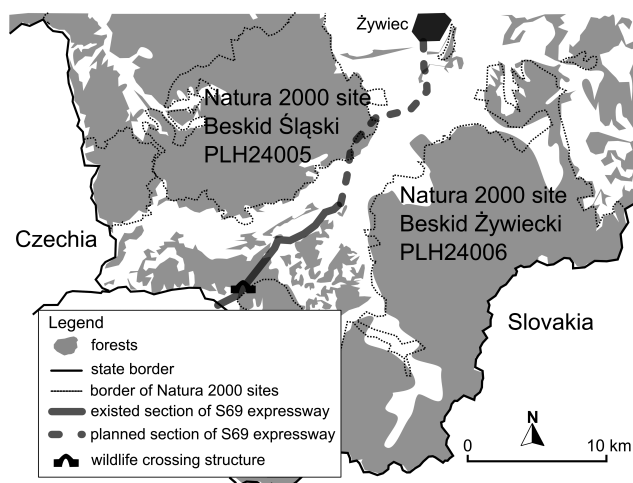 Żywiec
Natura 2000 site
Beskid Śląski
PLH24005
Natura 2000 site
Beskid Żywiecki
PLH24006
Czechia
Slovakia
Legend
forests
state border
border of Natura 2000 sites
existed section of S69 expressway
planned section of S69 expressway
wildlife crossing structure
N
0 10 km